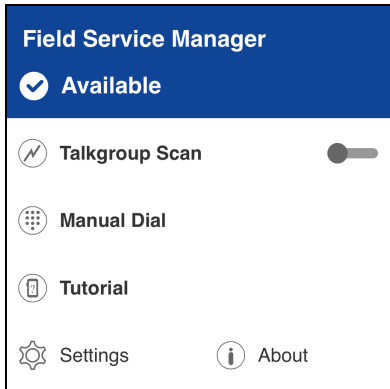 Field Service Manager
Available
Talkgroup Scan
Manual Dial
?
Tutorial
Settings
i About